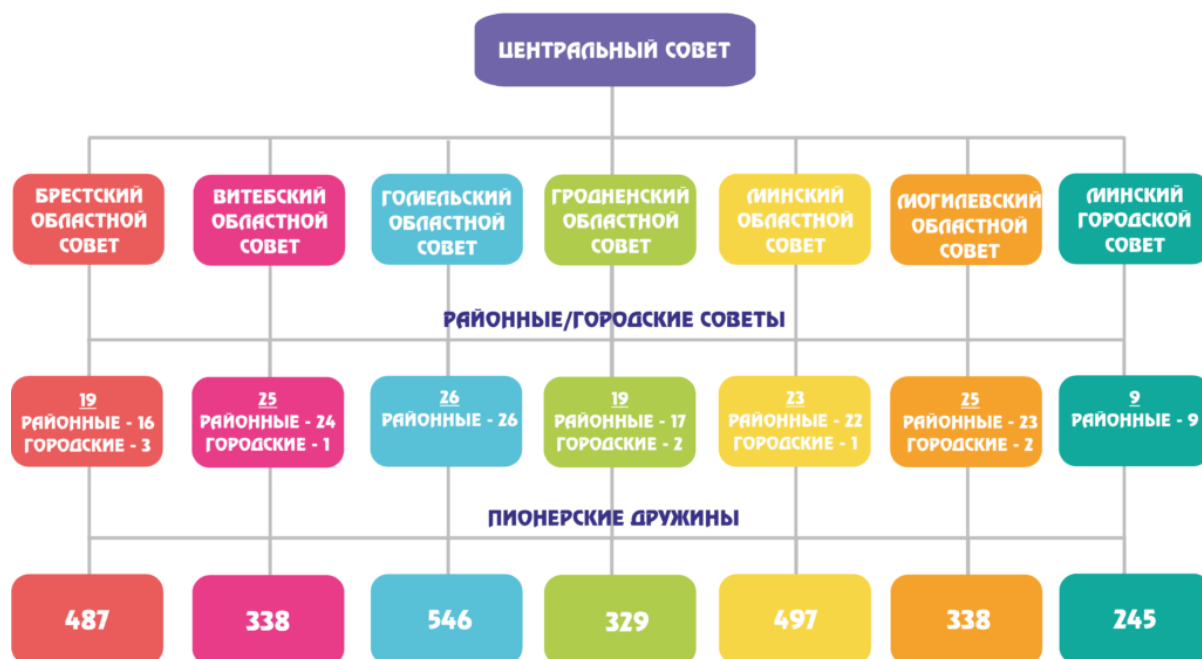 ЦЕНТРАЛЬНЫЙ СОВЕТ
БРЕСТСКИЙ
ОБЛАСТНОЙ
СОВЕТ
ВИТЕБСКИЙ
ОБЛАСТНОЙ
СОВЕТ
ГОМЕЛЬСКИЙ
ОБЛАСТНОЙ
СОВЕТ
ГРОДНЕНСКИЙ
ОБЛАСТНОЙ
СОВЕТ
МИНСКИЙ
ОБЛАСТНОЙ
СОВЕТ
МОГИЛЕВСКИЙ
ОБЛАСТНОЙ
СОВЕТ
МИНСКИЙ
ГОРОДСКОЙ
СОВЕТ
РАЙОННЫЕ/ГОРОДСКИЕ СОВЕТЫ
19
РАЙОННЫЕ - 16
ГОРОДСКИЕ - 3
25
РАЙОННЫЕ - 24
ГОРОДСКИЕ - 1
26
РАЙОННЫЕ - 26
19
РАЙОННЫЕ - 17
ГОРОДСКИЕ - 2
23
РАЙОННЫЕ - 22
ГОРОДСКИЕ - 1
25
РАЙОННЫЕ - 23
ГОРОДСКИЕ - 2
9
РАЙОННЫЕ - 9
ПИОНЕРСКИЕ ДРУЖИНЫ
487
338
546
329
497
338
245